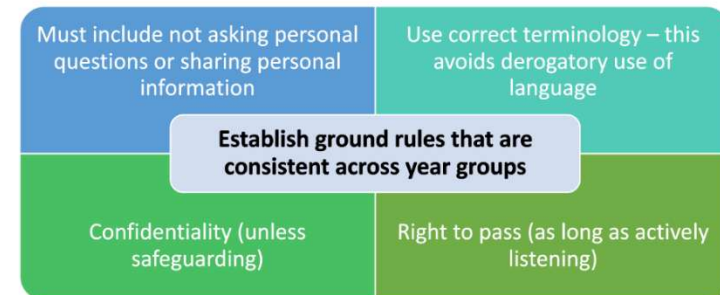 Must include not asking personal
questions or sharing personal
information
Use correct terminology – this
avoids derogatory use of
language
Establish ground rules that are
consistent across year groups
Confidentiality (unless
safeguarding)
Right to pass (as long as actively
listening)